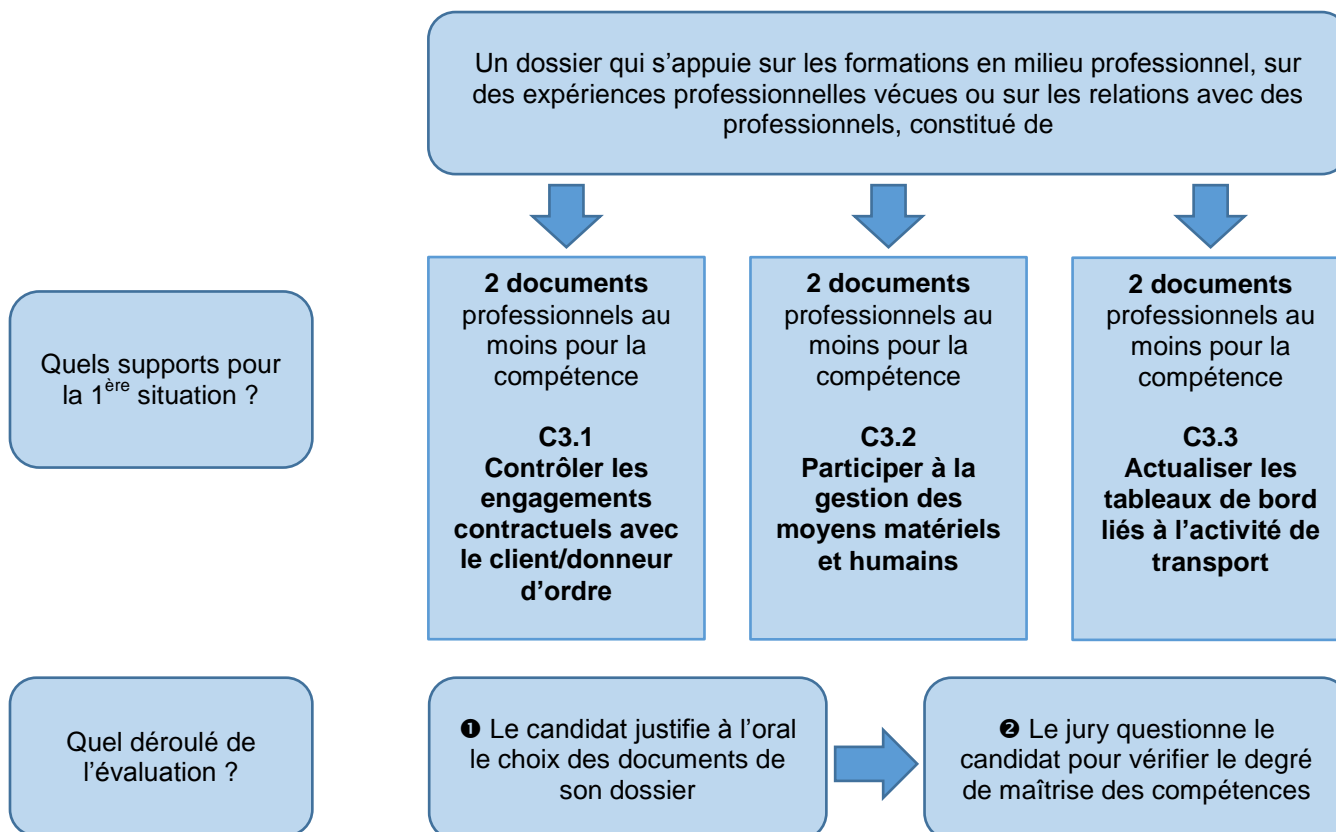 Un dossier qui s'appuie sur les formations en milieu professionnel, sur
des expériences professionnelles vécues ou sur les relations avec des
professionnels, constitué de
Quels supports pour
la 1ère situation ?
2 documents
professionnels au
moins pour la
compétence
C3.1
Contrôler les
engagements
contractuels avec
le client/donneur
d'ordre
2 documents
professionnels au
moins pour la
compétence
C3.2
Participer à la
gestion des
moyens matériels
et humains
2 documents
professionnels au
moins pour la
compétence
C3.3
Actualiser les
tableaux de bord
liés à l'activité de
transport
Quel déroulé de
l'évaluation ?
❶ Le candidat justifie à l'oral
le choix des documents de
son dossier
❷ Le jury questionne le
candidat pour vérifier le degré
de maîtrise des compétences